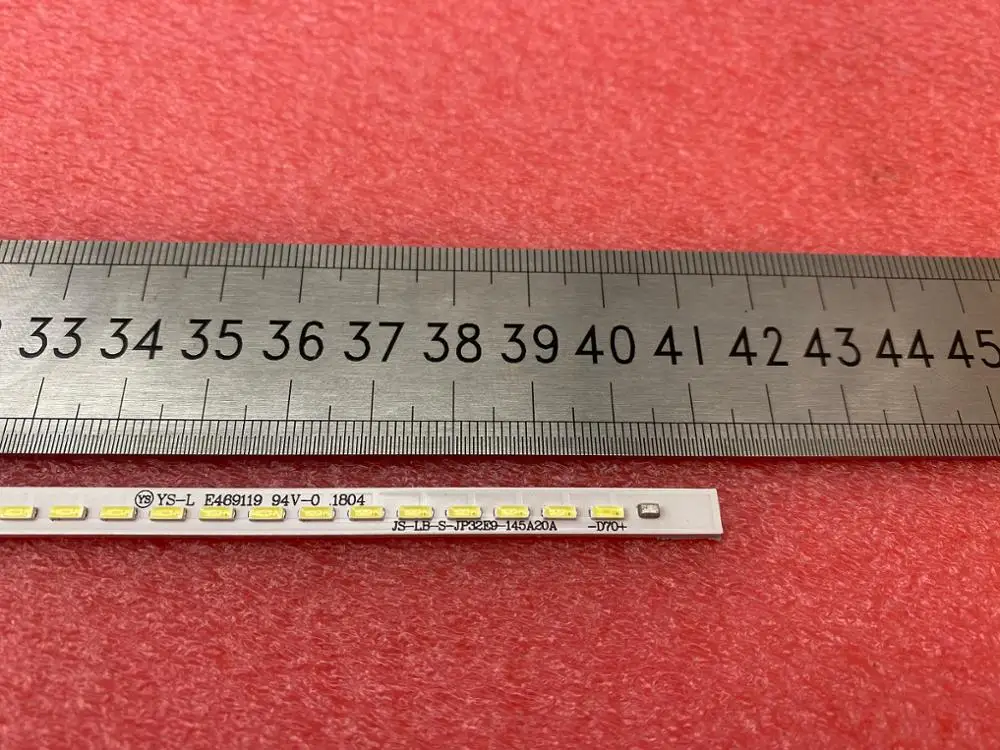 33 34 35 36 37 38 39 40 41 42 43 44 45
YS YS-L E469119 94V-0 .1804
JS-LB-S-JP32E9-145A20A
-D70+